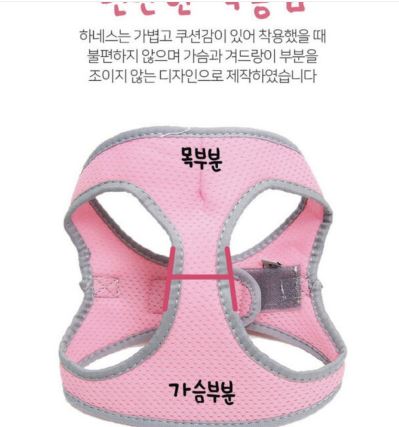 하네스는 가볍고 쿠션감이 있어 착용했을 때
불편하지 않으며 가슴과 겨드랑이 부분을
조이지 않는 디자인으로 제작하였습니다
목부분
가슴부분